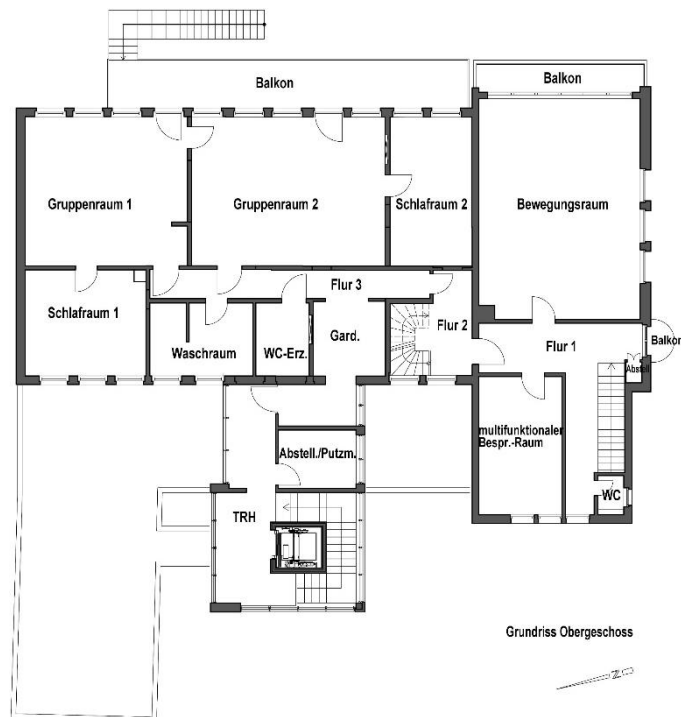 Balkon
Balkon
Gruppenraum 1
Gruppenraum 2
Schlafraum 2
Bewegungsraum
Flur 3
Schlafraum 1
Flur 2
Gard.
Waschraum
WC-Erz.
Flur 1
Balkon
Abstell
multifunktionaler
Bespr.-Raum
Abstell./Putzm.
WC
TRH
Grundriss Obergeschoss
N